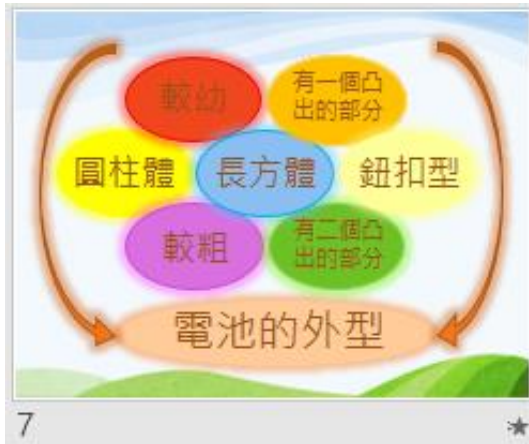 較幼
有一個凸
出的部分
圓柱體
長方體
鈕扣型
較粗
有二個凸
出的部分
電池的外型
7